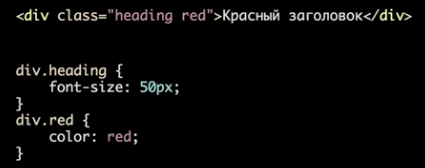 <div class="heading red">Красный заголовок</div>
div.heading {
    font-size: 50px;
}
div.red {
    color: red;
}